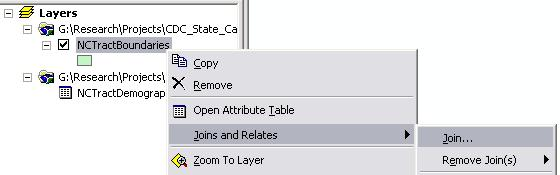 Layers
G:\Research\Projects\CDC_State_Ca
NCTractBoundaries
G:\Research\Projects\
NCTractDemograp
Copy
Remove
Open Attribute Table
Joins and Relates
Zoom To Layer
Join...
Remove Join(s)